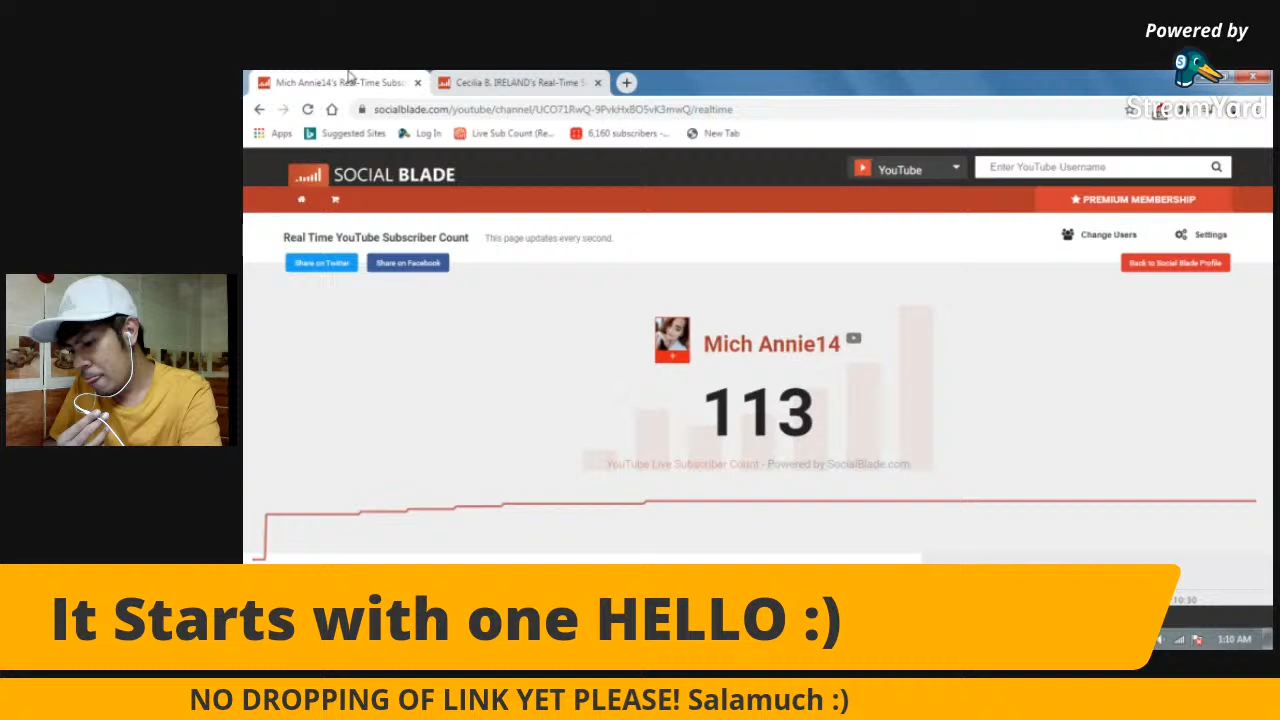 Powered by
StreamYard
Mich Annie14's Real-Time Subsc
Cecilia B. IRELAND's Real-Time S
socialblade.com/youtube/channel/UCO71RwQ-9PvkHxBO5vK3mwQ/realtime
Apps Suggested Sites Log In Live Sub Count (Re... 6,160 subscribers -... New Tab
SOCIAL BLADE YouTube Enter YouTube Username
PREMIUM MEMBERSHIP
Real Time YouTube Subscriber Count This page updates every second. Change Users Settings
Share on Twitter Share on Facebook Back to Social Blade Profile
Mich Annie14
113
YouTube Live Subscriber Count - Powered by SocialBlade.com
10:30
It Starts with one HELLO :)
1:10 AM
NO DROPPING OF LINK YET PLEASE! Salamuch :)